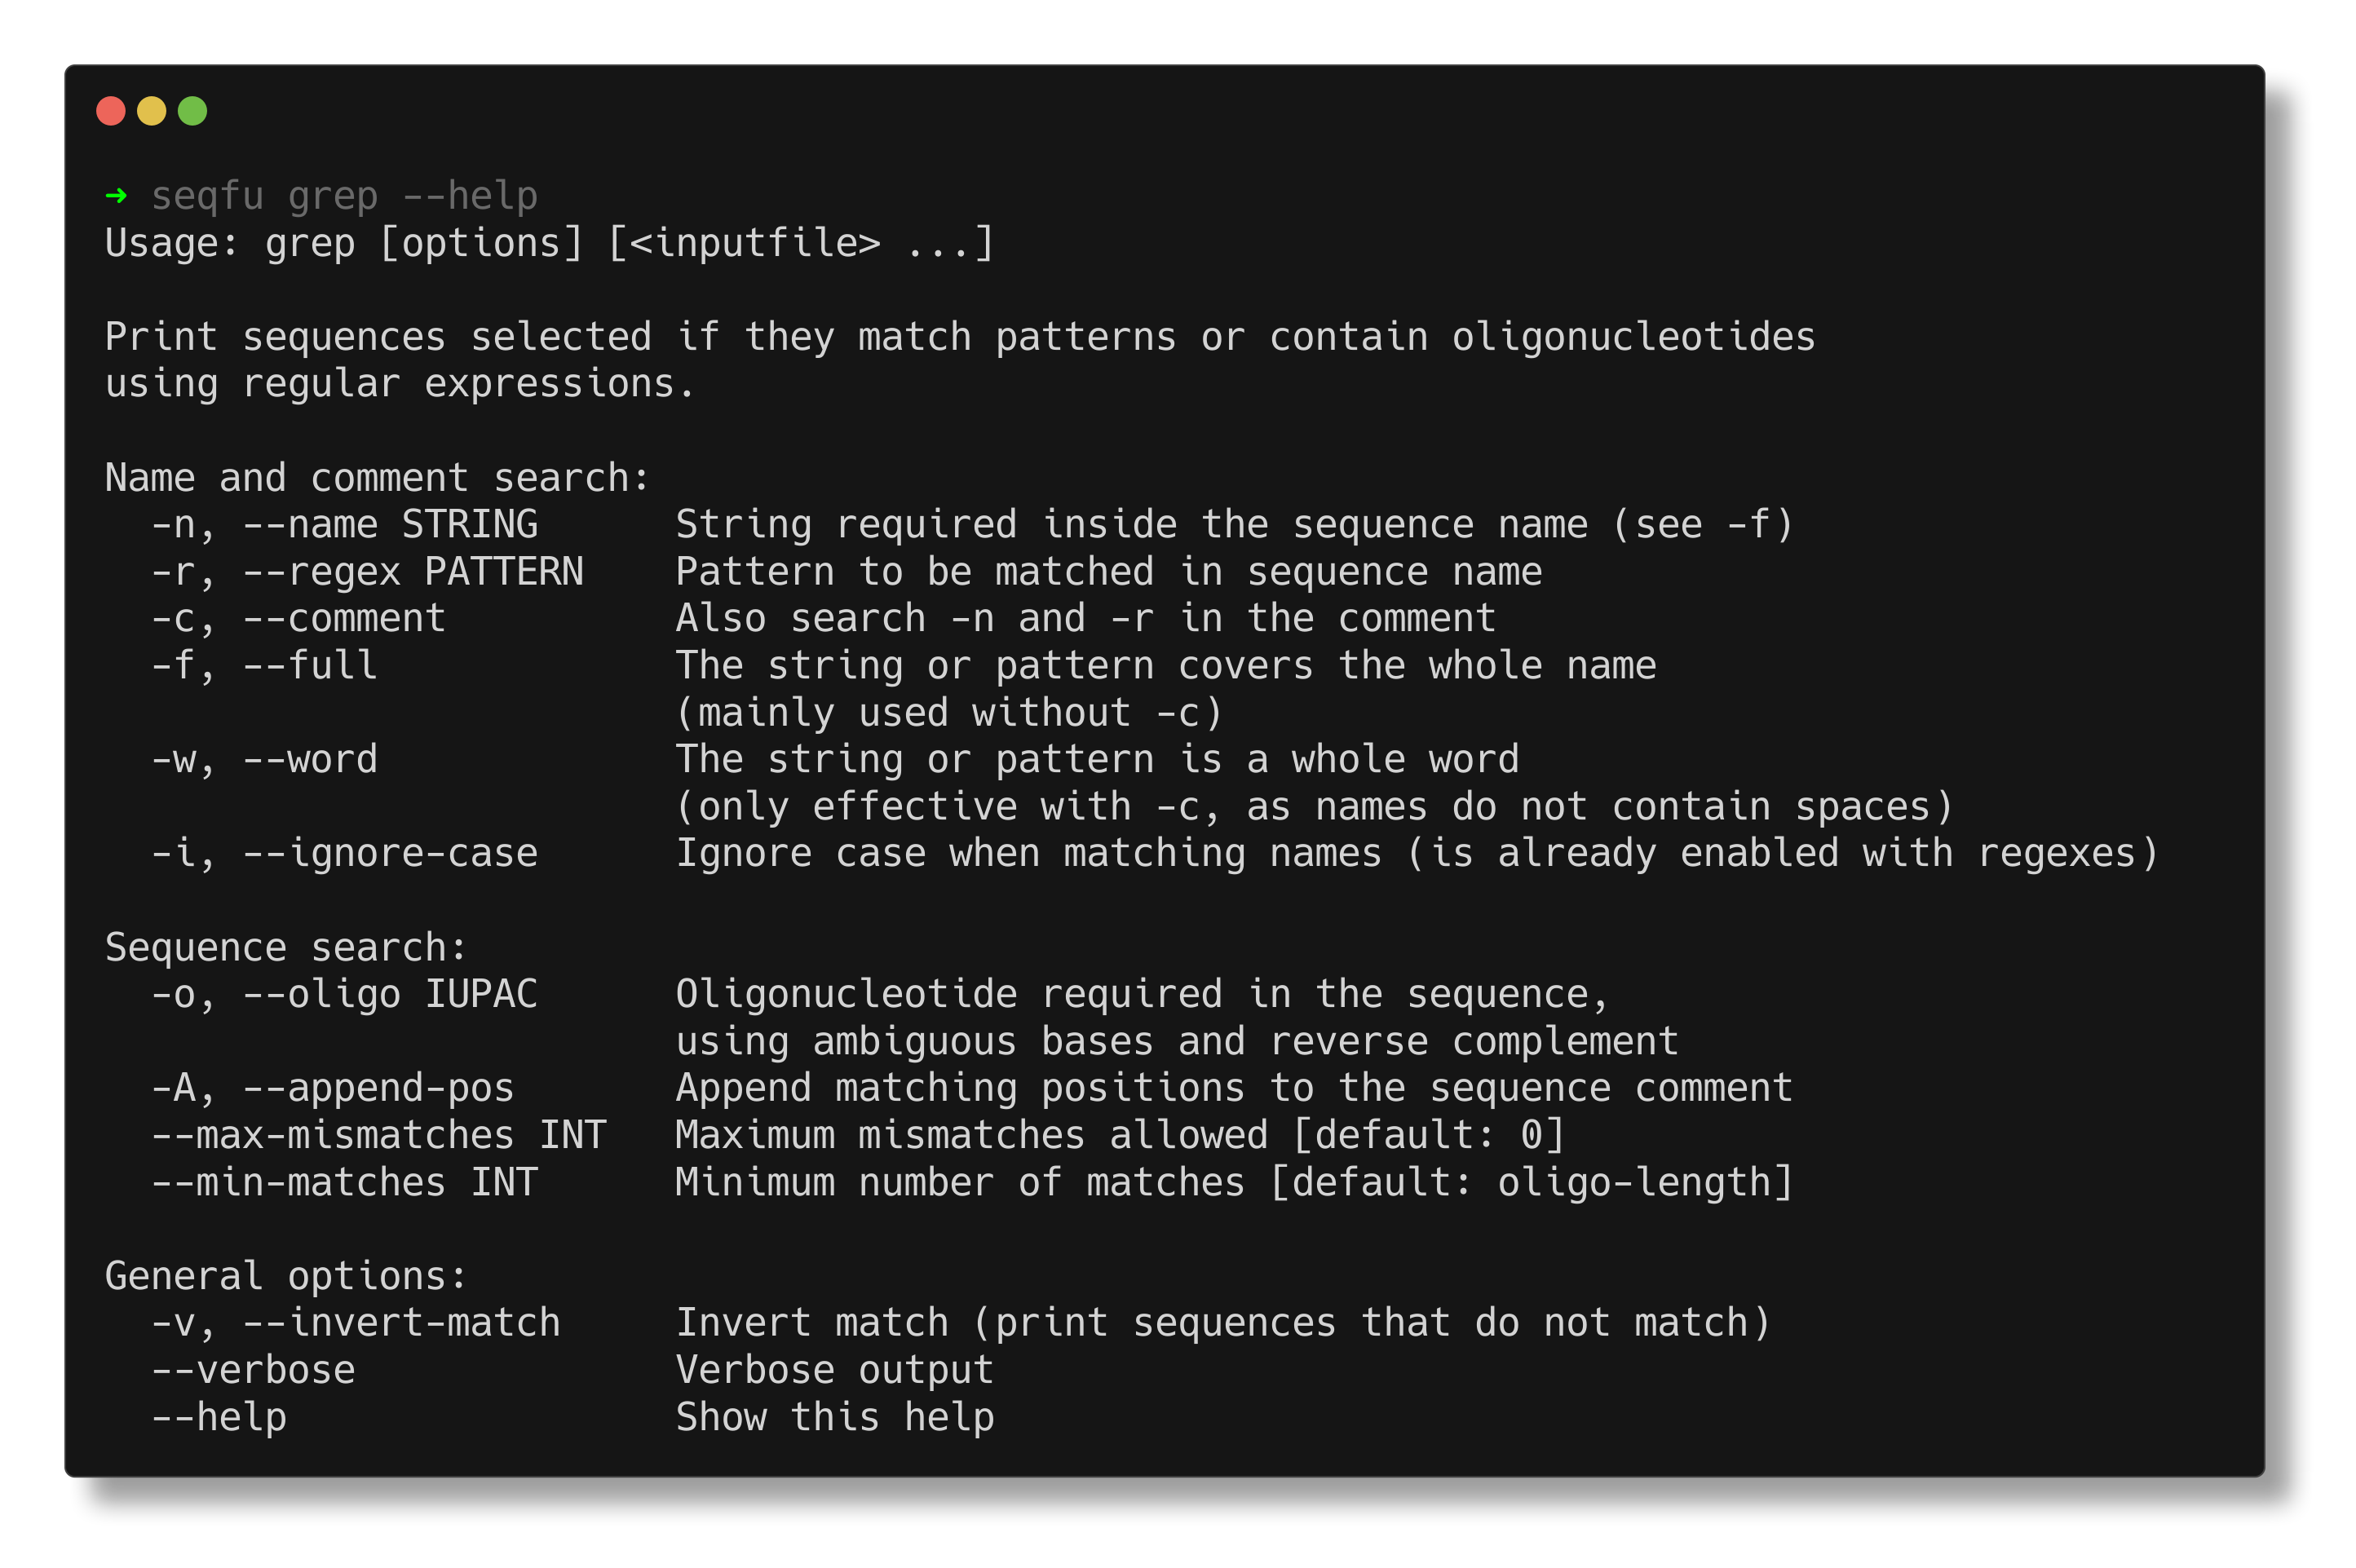 ➜ seqfu grep --help
Usage: grep [options] [<inputfile> ...]

Print sequences selected if they match patterns or contain oligonucleotides
using regular expressions.

Name and comment search:
  -n, --name STRING      String required inside the sequence name (see -f)
  -r, --regex PATTERN    Pattern to be matched in sequence name
  -c, --comment          Also search -n and -r in the comment
  -f, --full             The string or pattern covers the whole name
                         (mainly used without -c)
  -w, --word             The string or pattern is a whole word
                         (only effective with -c, as names do not contain spaces)
  -i, --ignore-case      Ignore case when matching names (is already enabled with regexes)

Sequence search:
  -o, --oligo IUPAC      Oligonucleotide required in the sequence,
                         using ambiguous bases and reverse complement
  -A, --append-pos       Append matching positions to the sequence comment
  --max-mismatches INT   Maximum mismatches allowed [default: 0]
  --min-matches INT      Minimum number of matches [default: oligo-length]

General options:
  -v, --invert-match     Invert match (print sequences that do not match)
  --verbose              Verbose output
  --help                 Show this help